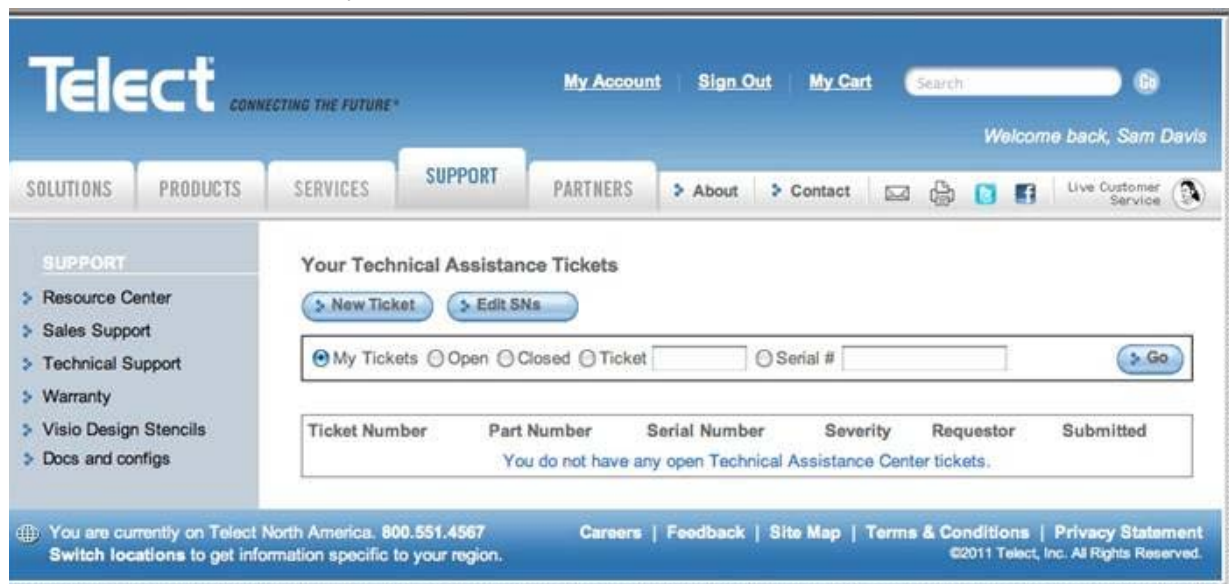 Telect CONNECTING THE FUTURE®
My Account | Sign Out | My Cart Search Go
Welcome back, Sam Davis
SOLUTIONS PRODUCTS SERVICES SUPPORT PARTNERS About Contact Live Customer Service
SUPPORT
Resource Center
Sales Support
Technical Support
Warranty
Visio Design Stencils
Docs and configs
Your Technical Assistance Tickets
New Ticket Edit SNs
My Tickets Open Closed Ticket Serial # Go
Ticket Number Part Number Serial Number Severity Requestor Submitted
You do not have any open Technical Assistance Center tickets.
You are currently on Telect North America. 800.551.4567
Switch locations to get information specific to your region.
Careers | Feedback | Site Map | Terms & Conditions | Privacy Statement
©2011 Telect, Inc. All Rights Reserved.